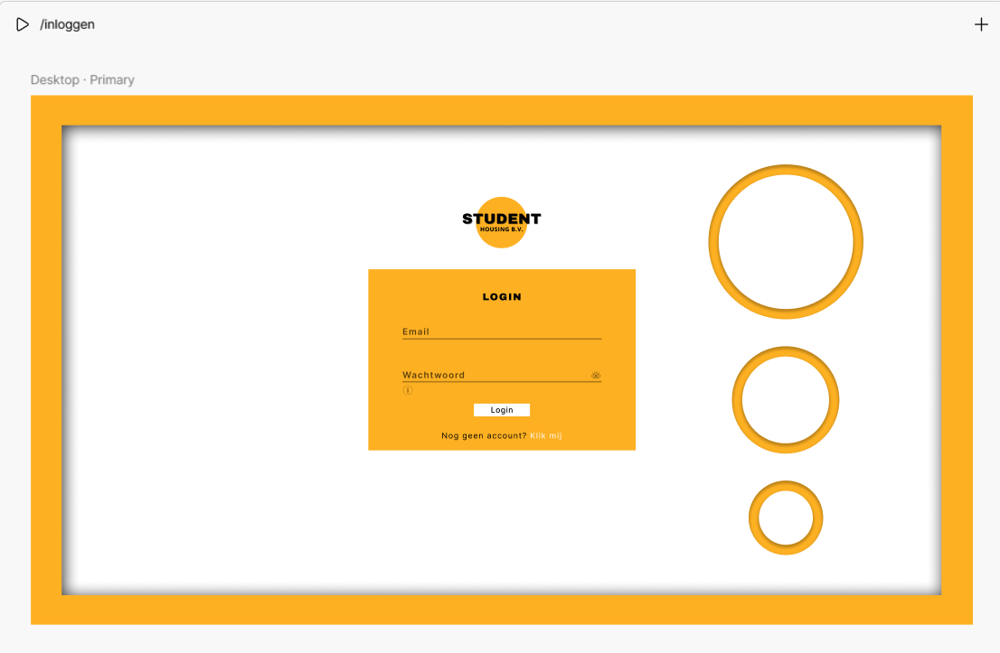 /inloggen
Desktop · Primary
STUDENT
HOUSING B.V.
LOGIN
Email
Wachtwoord
Login
Nog geen account? Klik mij